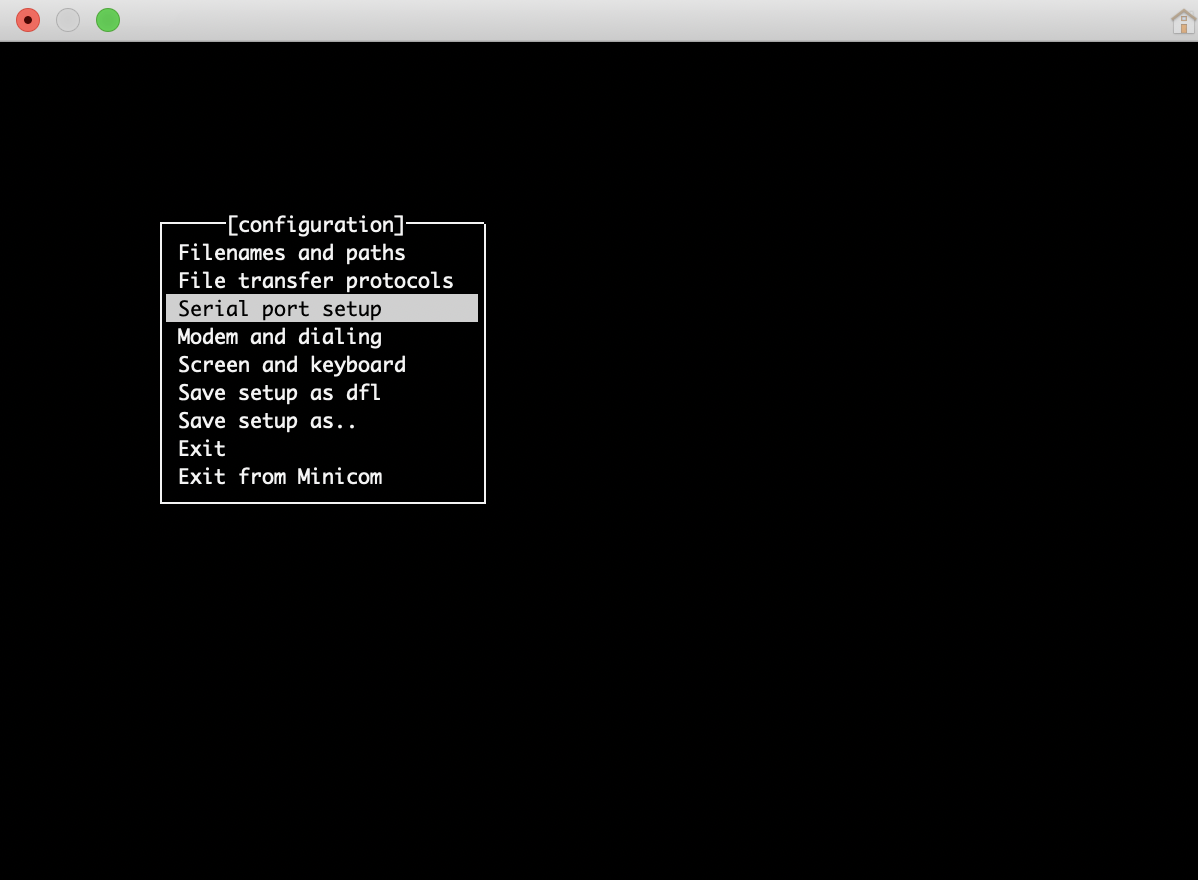 [configuration]
Filenames and paths
File transfer protocols
Serial port setup
Modem and dialing
Screen and keyboard
Save setup as dfl
Save setup as..
Exit
Exit from Minicom